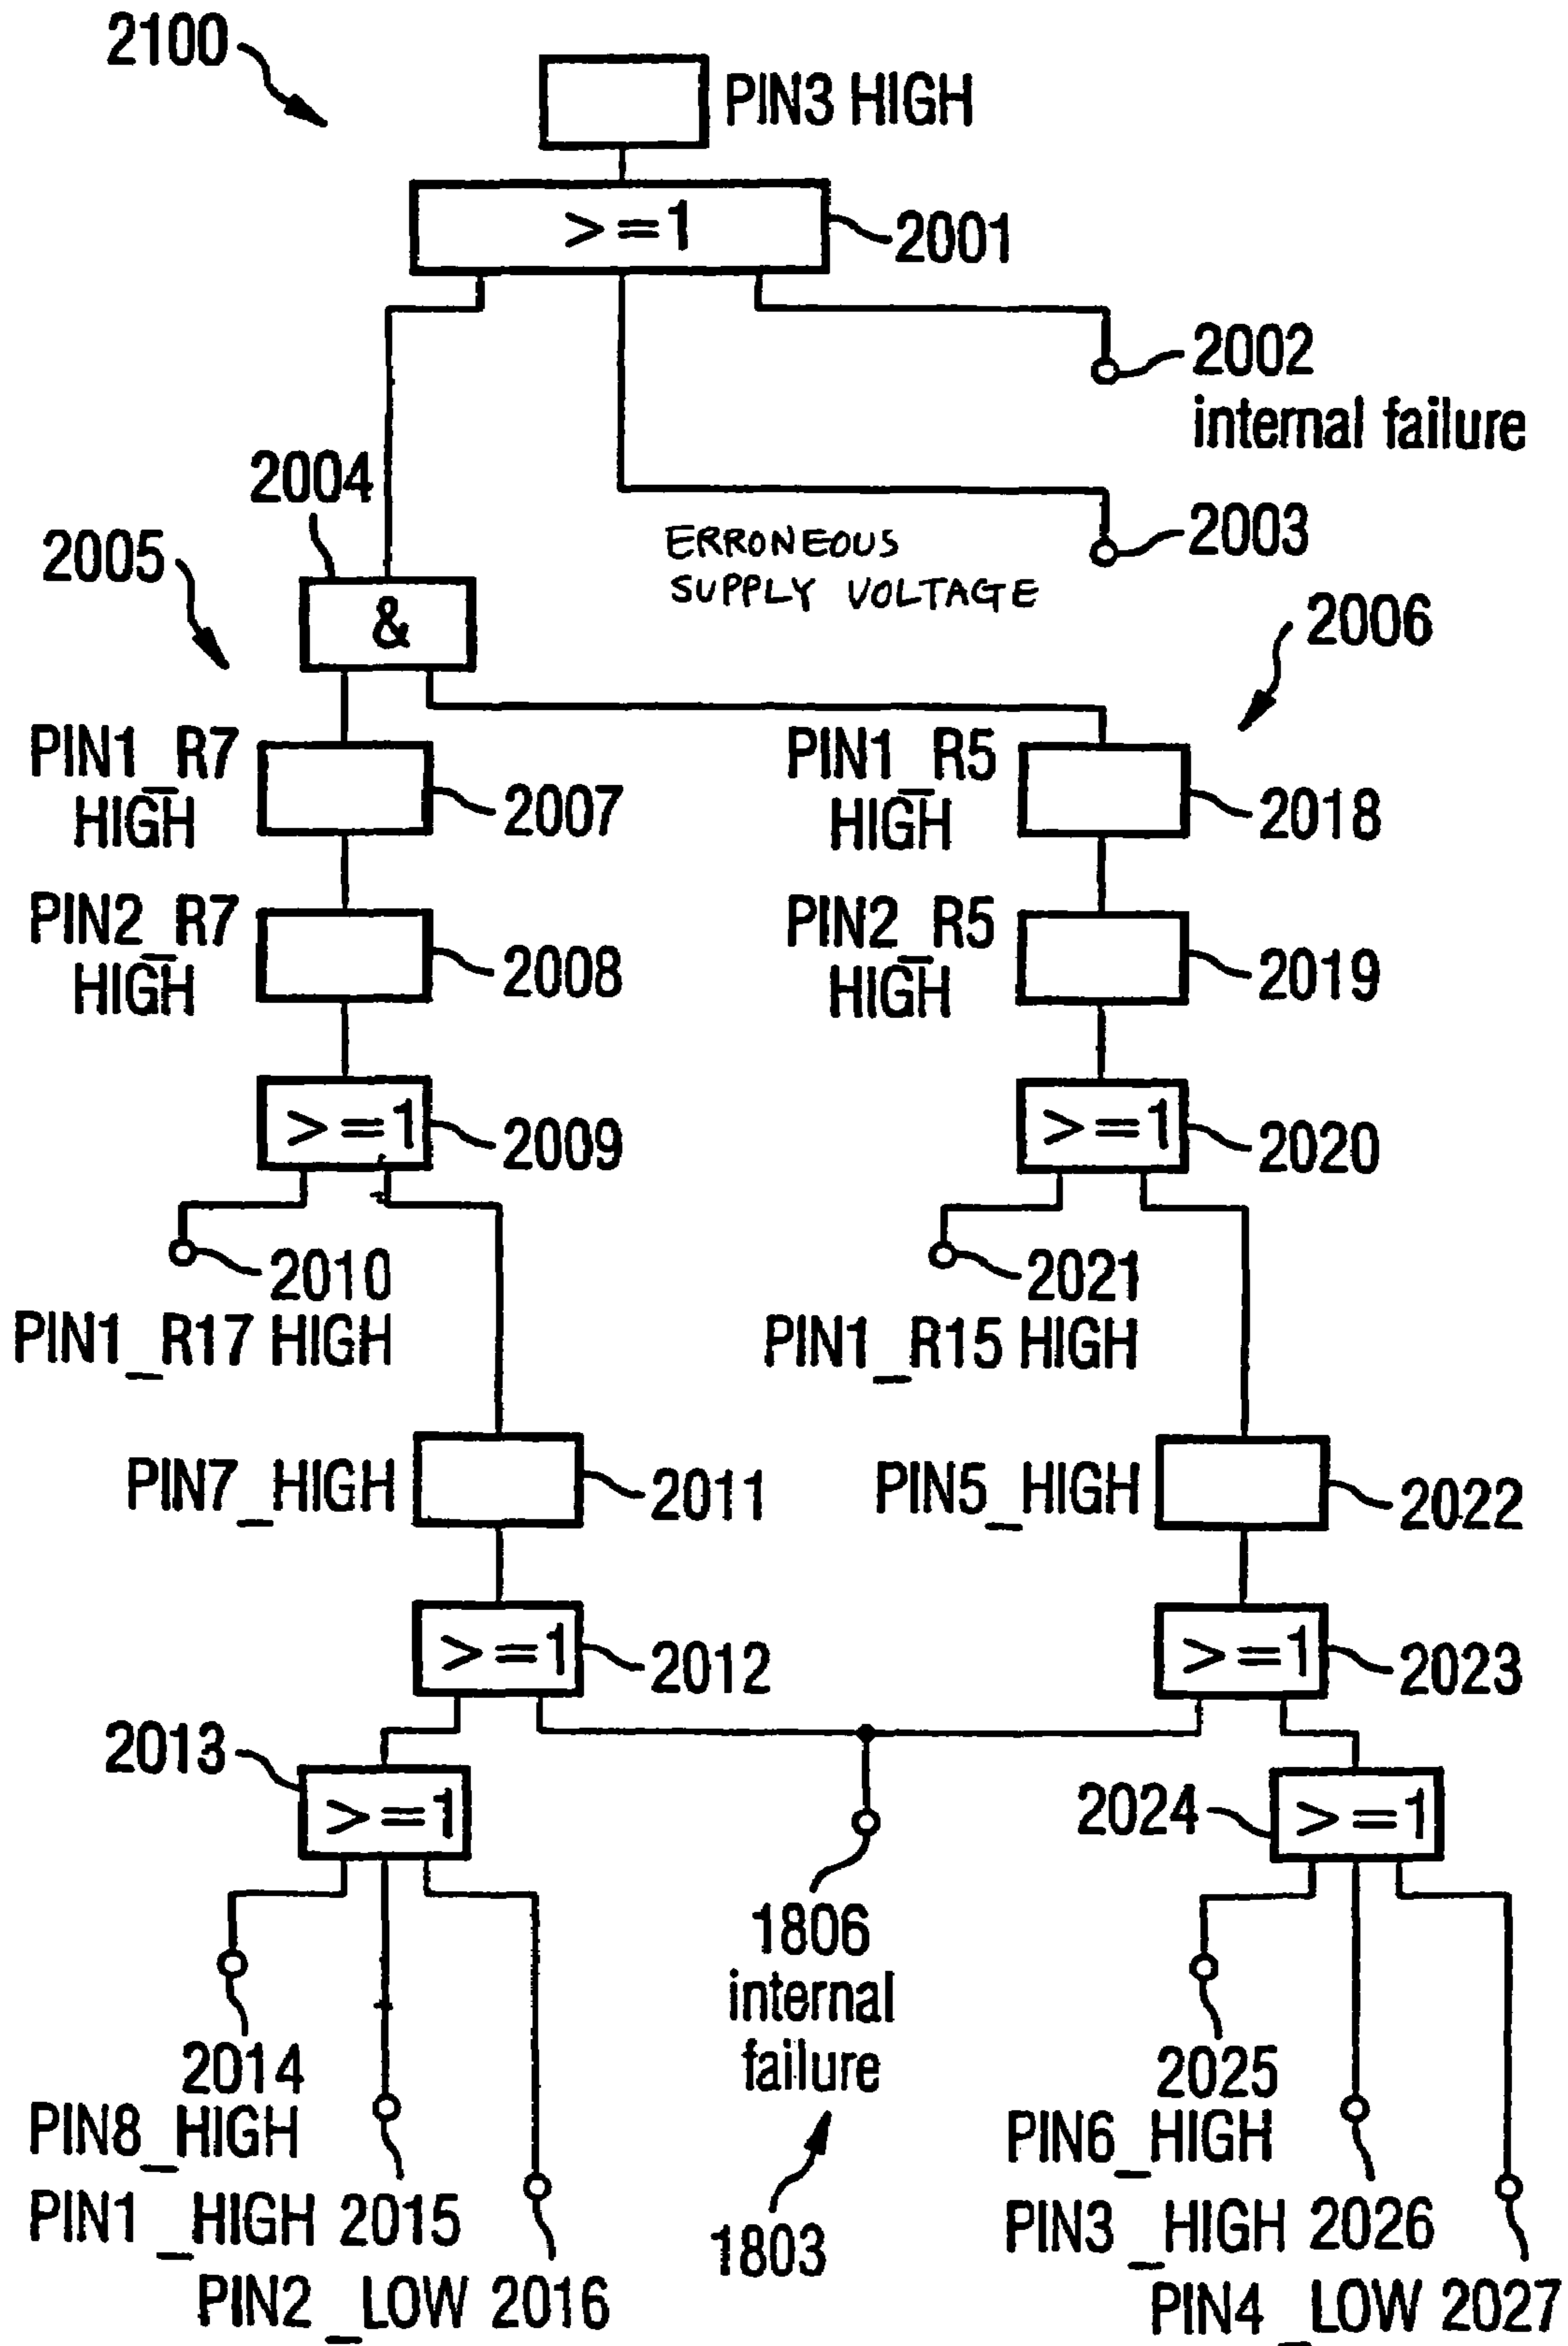 2100
PIN3 HIGH
>=1
2001
2002
internal failure
2003
ERRONEOUS
SUPPLY VOLTAGE
2004
2005
&
2006
PIN1_R7
HIGH
2007
PIN1_R5
HIGH
2018
PIN2_R7
HIGH
2008
PIN2_R5
HIGH
2019
>=1
2009
>=1
2020
2010
PIN1_R17 HIGH
2021
PIN1_R15 HIGH
PIN7_HIGH
2011
PIN5_HIGH
2022
>=1
2012
>=1
2023
2013
>=1
2024
>=1
1806
internal
failure
1803
2014
PIN8_HIGH
PIN1_HIGH 2015
PIN2_LOW 2016
2025
PIN6_HIGH
PIN3_HIGH 2026
PIN4_LOW 2027